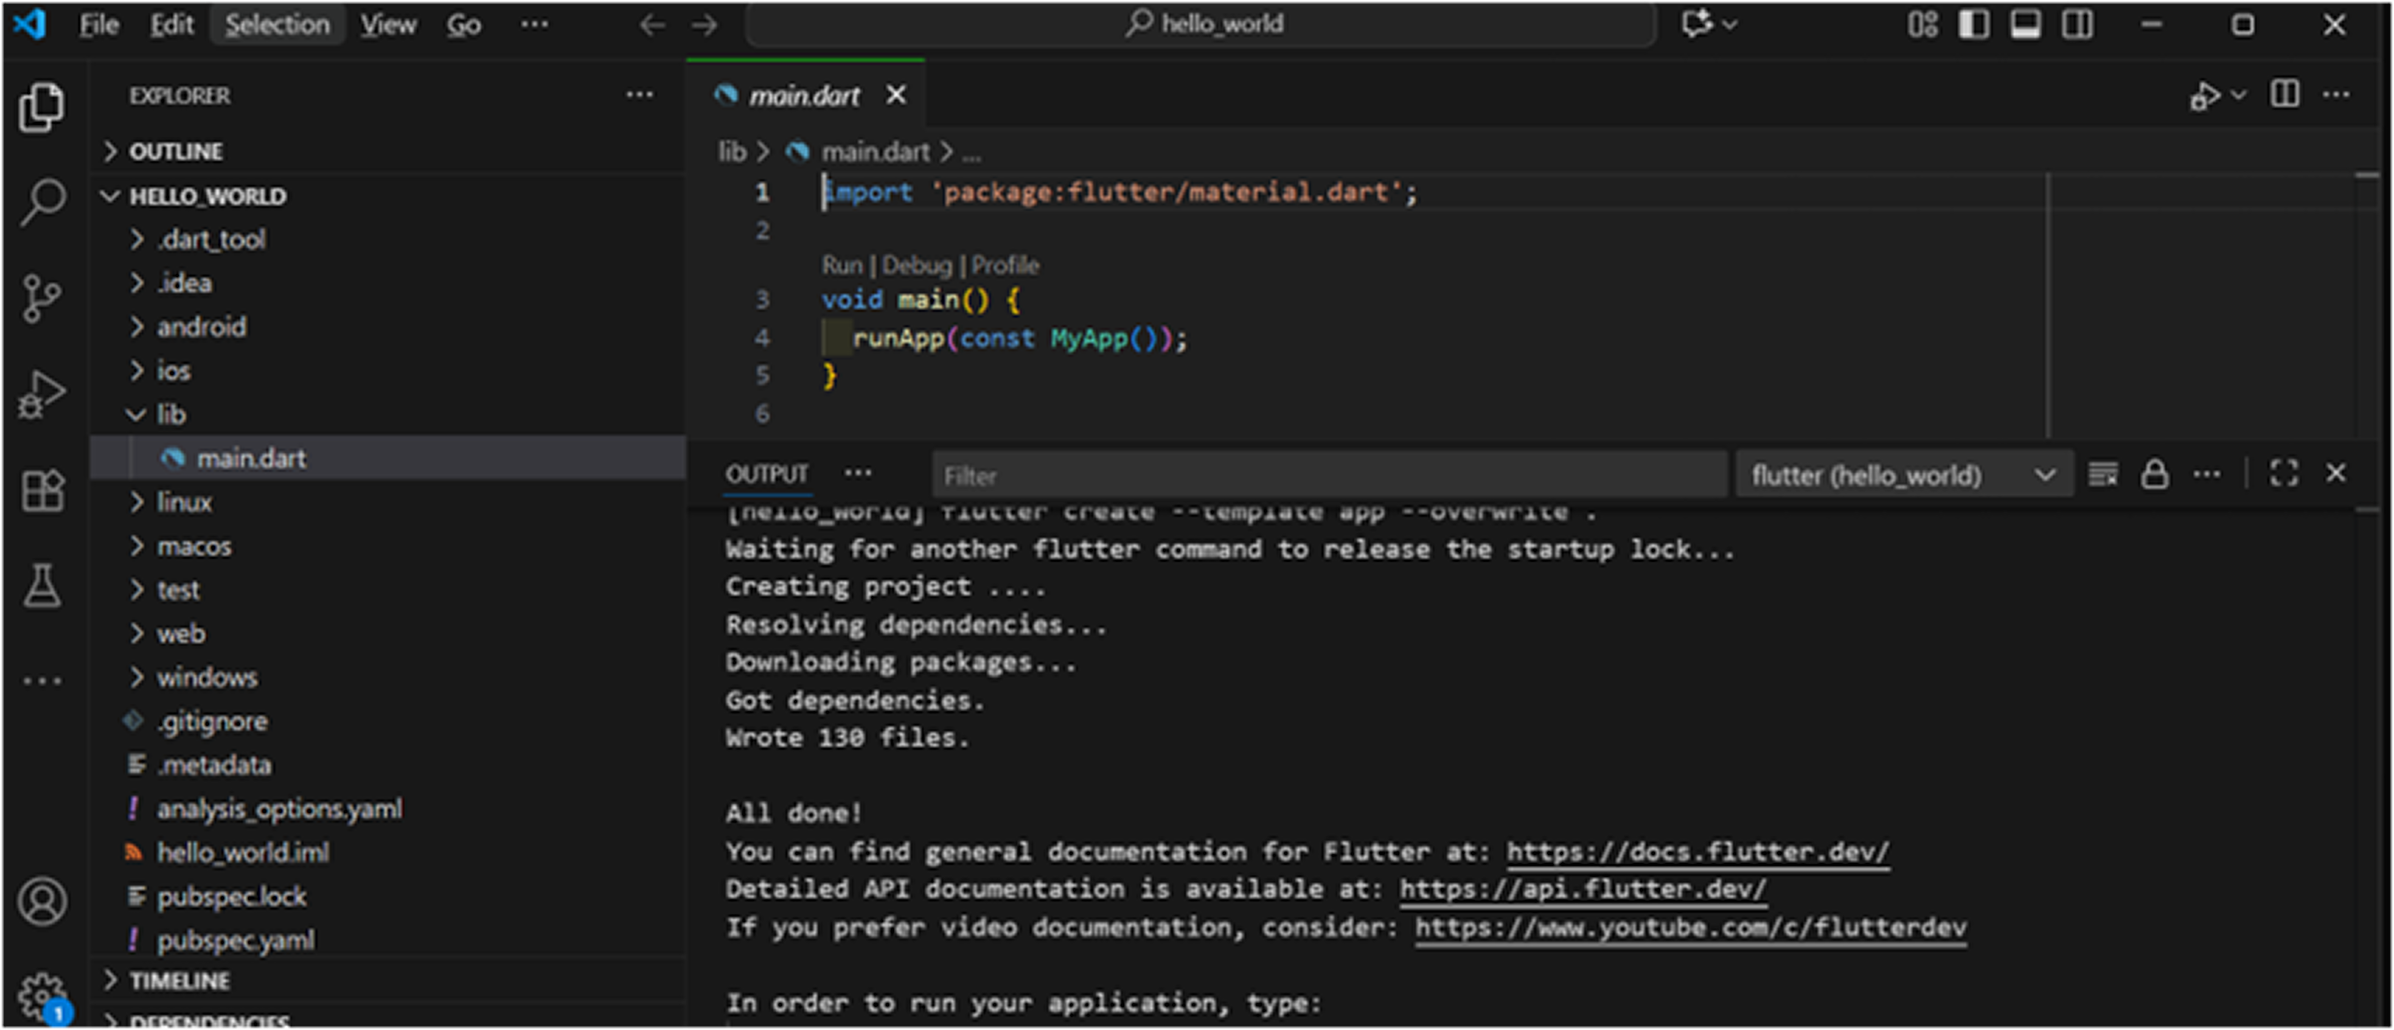 File Edit Selection View Go ··· hello_world
EXPLORER ···
OUTLINE
HELLO_WORLD
.dart_tool
.idea
android
ios
lib
main.dart
linux
macos
test
web
windows
.gitignore
.metadata
analysis_options.yaml
hello_world.iml
pubspec.lock
pubspec.yaml
TIMELINE
DEPENDENCIES
1
main.dart
lib > main.dart > ...
1 import 'package:flutter/material.dart';
2
Run | Debug | Profile
3 void main() {
4 runApp(const MyApp());
5 }
6
OUTPUT ··· Filter flutter (hello_world)
[hello_world] flutter create --template app --overwrite .
Waiting for another flutter command to release the startup lock...
Creating project ....
Resolving dependencies...
Downloading packages...
Got dependencies.
Wrote 130 files.
All done!
You can find general documentation for Flutter at: https://docs.flutter.dev/
Detailed API documentation is available at: https://api.flutter.dev/
If you prefer video documentation, consider: https://www.youtube.com/c/flutterdev
In order to run your application, type: